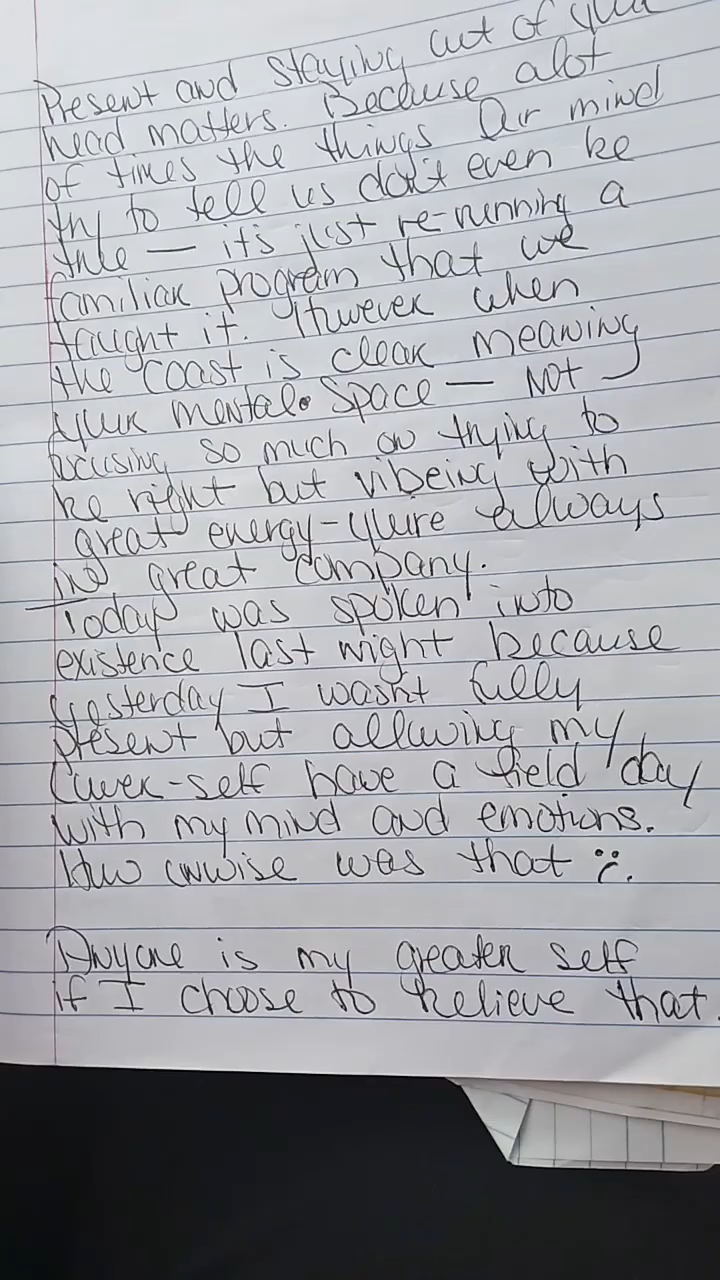 Present and staying out of your
head matters. Because alot
of times the things Our mind
try to tell us don't even be
true — it's just re-running a
familiar program that we
taught it. However when
the coast is clear meaning
your mental space — Not
focusing so much on trying to
be right but vibeing with
great energy-you're always
in great company.
Today was spoken into
existence last night because
yesterday I wasn't fully
present but allowing my
lower-self have a field day
with my mind and emotions.
How unwise was that
Anyone is my greater self
if I choose to believe that.